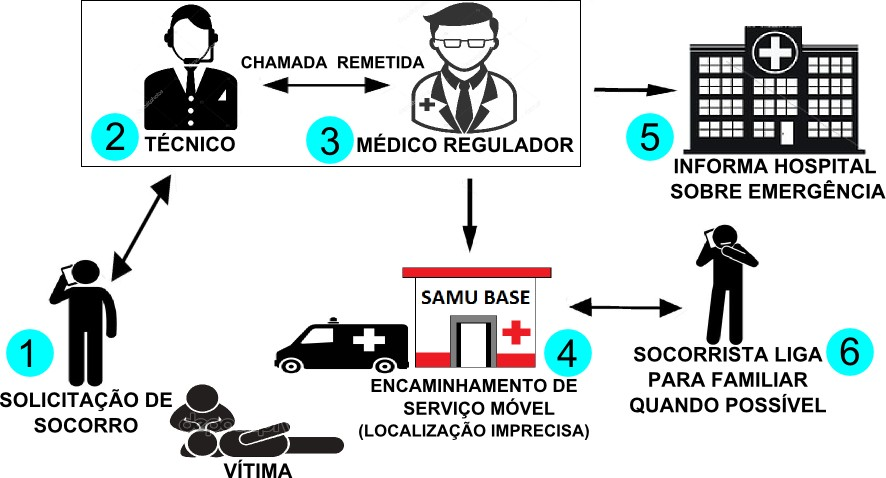 CHAMADA REMETIDA
2
TÉCNICO
3
MÉDICO REGULADOR
5
INFORMA HOSPITAL
SOBRE EMERGÊNCIA
1
SOLICITAÇÃO DE
SOCORRO
VÍTIMA
SAMU BASE
4
ENCAMINHAMENTO DE
SERVIÇO MÓVEL
(LOCALIZAÇÃO IMPRECISA)
6
SOCORRISTA LIGA
PARA FAMILIAR
QUANDO POSSÍVEL